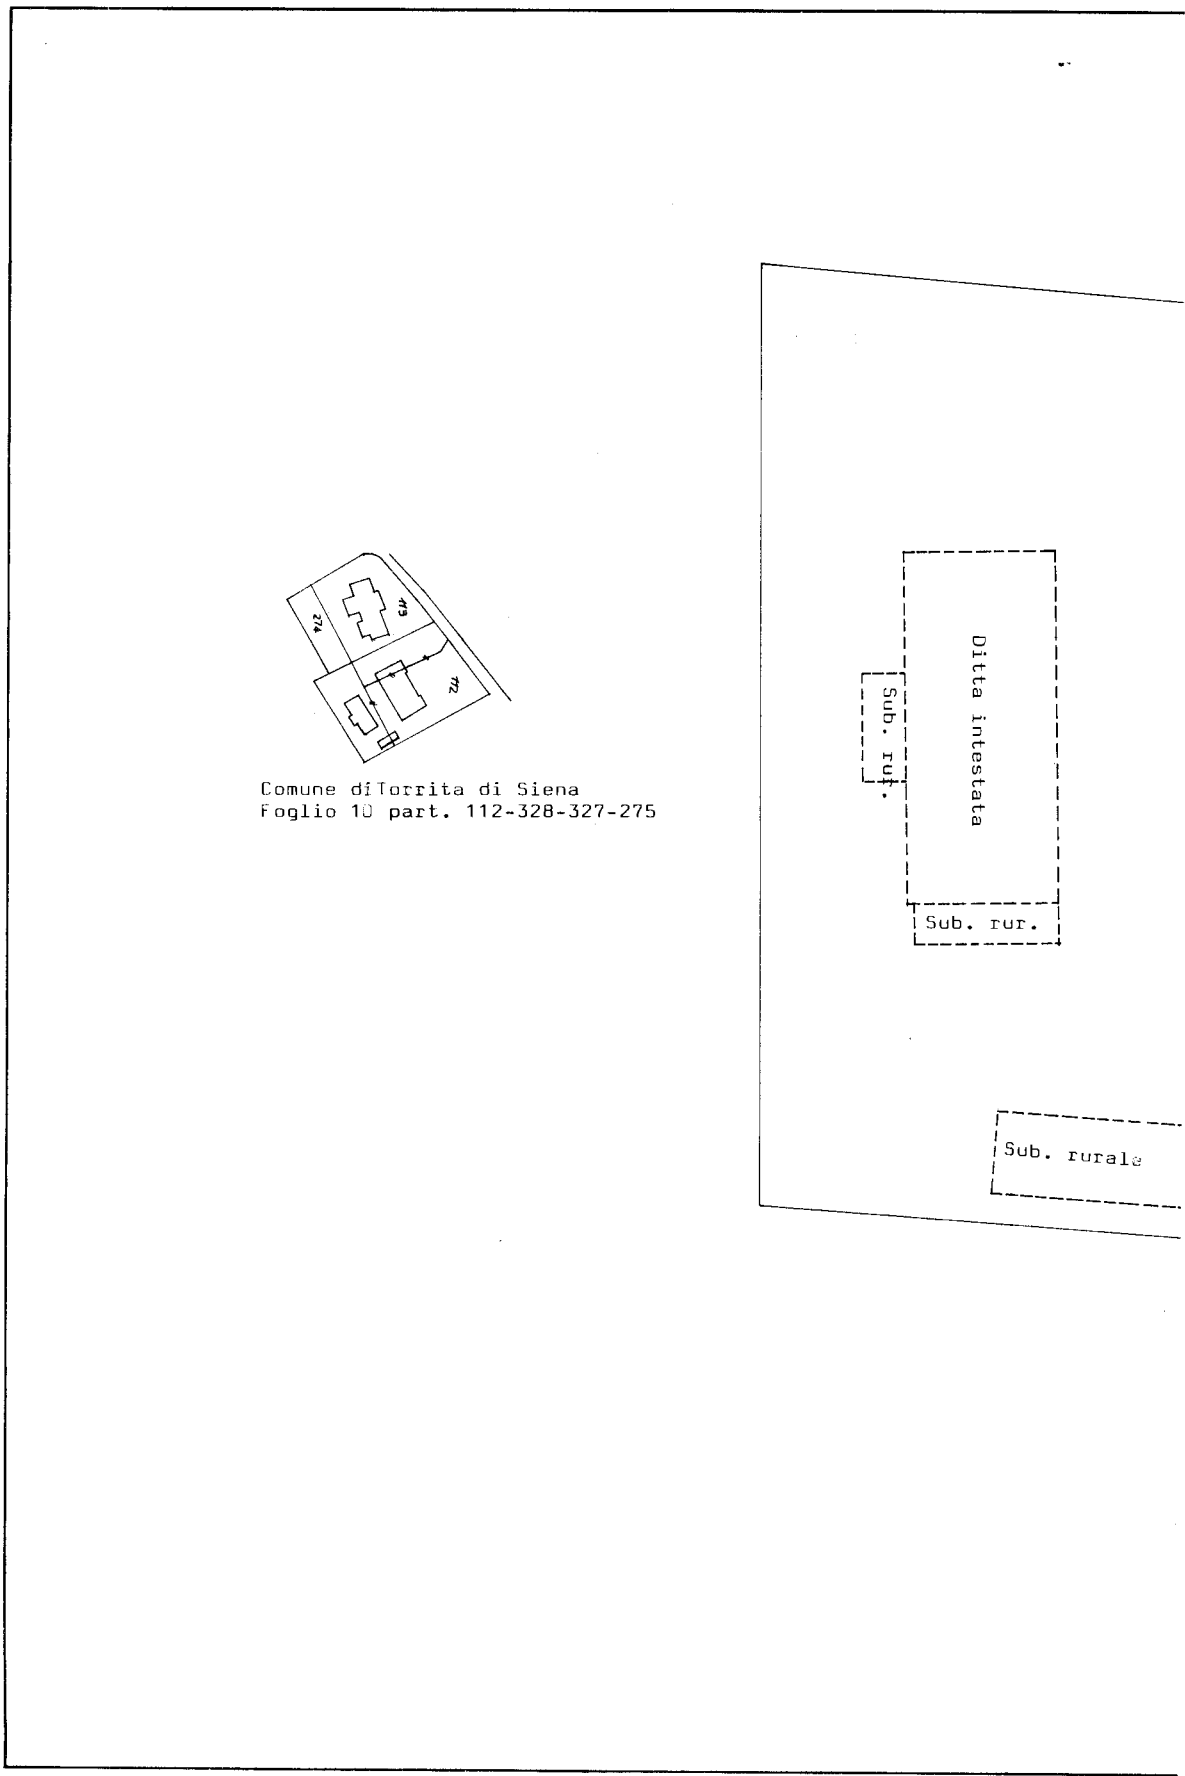 113
274
112
Comune di Torrita di Siena
Foglio 10 part. 112-328-327-275
Ditta intestata
Sub. rur.
Sub. rur.
Sub. rurale